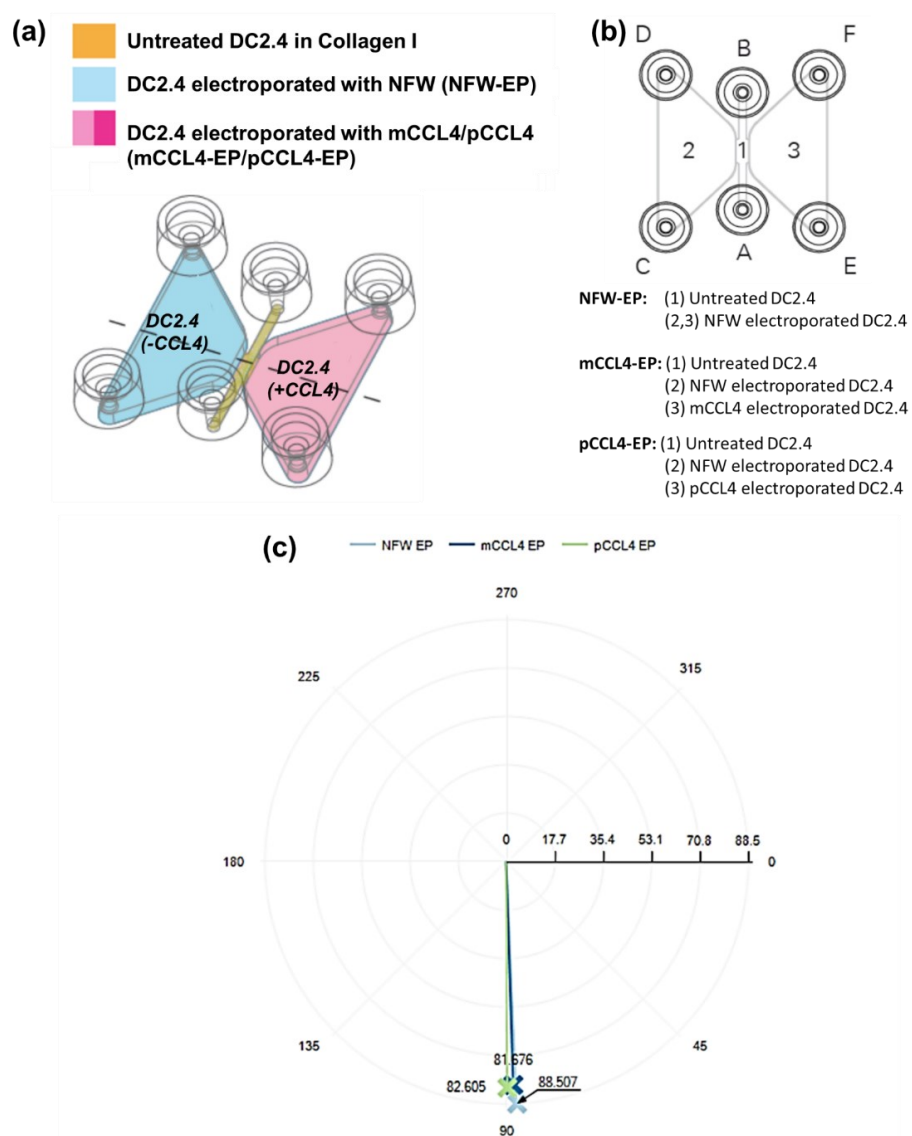 (a)
Untreated DC2.4 in Collagen I
DC2.4 electroporated with NFW (NFW-EP)
DC2.4 electroporated with mCCL4/pCCL4
(mCCL4-EP/pCCL4-EP)
DC2.4
(-CCL4)
DC2.4
(+CCL4)
(b)
D
B
F
2
1
3
C
A
E
NFW-EP: (1) Untreated DC2.4
(2,3) NFW electroporated DC2.4
mCCL4-EP: (1) Untreated DC2.4
(2) NFW electroporated DC2.4
(3) mCCL4 electroporated DC2.4
pCCL4-EP: (1) Untreated DC2.4
(2) NFW electroporated DC2.4
(3) pCCL4 electroporated DC2.4
(c)
NFW EP mCCL4 EP pCCL4 EP
270
225
315
0 17.7 35.4 53.1 70.8 88.5
180
0
135
45
81.676
82.605
88.507
90